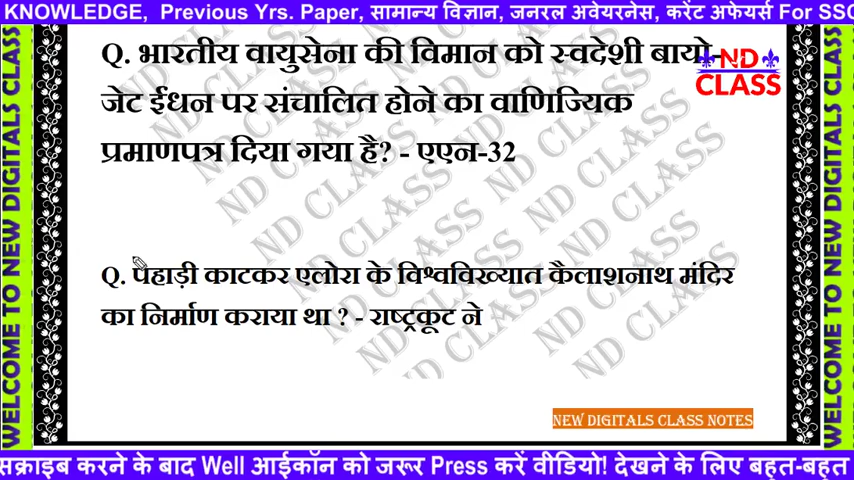 KNOWLEDGE, Previous Yrs. Paper, सामान्य विज्ञान, जनरल अवेयरनेस, करेंट अफेयर्स For SSC
Q. भारतीय वायुसेना की विमान को स्वदेशी बायो-
जेट ईंधन पर संचालित होने का वाणिज्यिक
प्रमाणपत्र दिया गया है? - एएन-32
ND
CLASS
Q. पहाड़ी काटकर एलोरा के विश्वविख्यात कैलाशनाथ मंदिर
का निर्माण कराया था ? - राष्ट्रकूट ने
NEW DIGITALS CLASS NOTES
WELCOME TO NEW DIGITALS CLASS
WELCOME TO NEW DIGITALS CLASS
सक्राइब करने के बाद Well आईकॉन को जरूर Press करें वीडियो! देखने के लिए बहुत-बहुत
ND CLASS